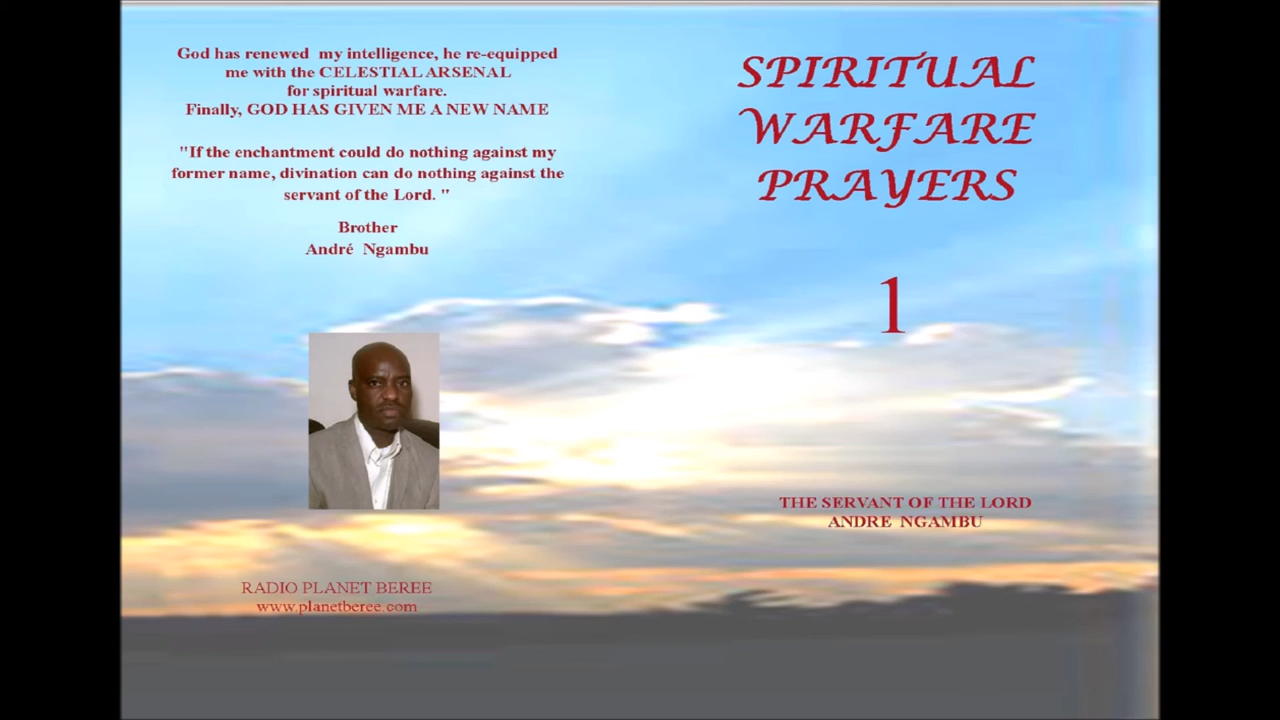 God has renewed my intelligence, he re-equipped
me with the CELESTIAL ARSENAL
for spiritual warfare.
Finally, GOD HAS GIVEN ME A NEW NAME
"If the enchantment could do nothing against my
former name, divination can do nothing against the
servant of the Lord. "
Brother
André Ngambu
RADIO PLANET BEREE
www.planetberee.com
SPIRITUAL
WARFARE
PRAYERS
1
THE SERVANT OF THE LORD
ANDRE NGAMBU